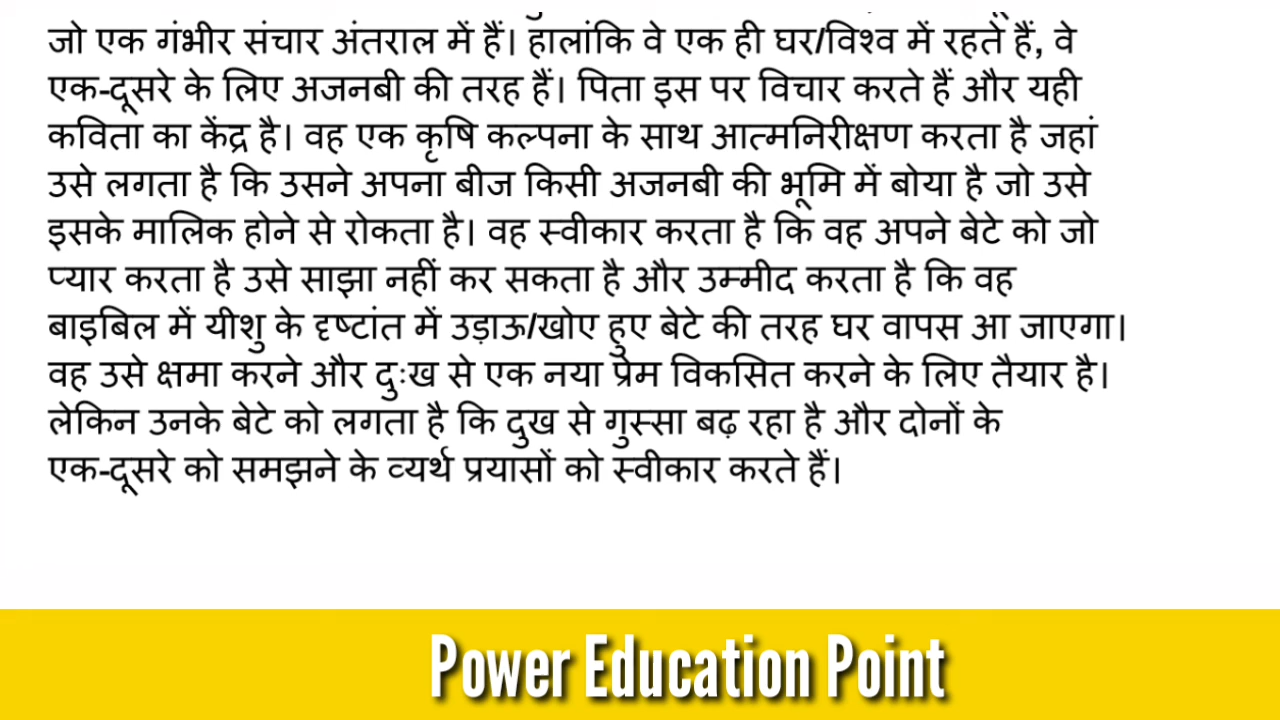 जो एक गंभीर संचार अंतराल में हैं। हालांकि वे एक ही घर/विश्व में रहते हैं, वे
एक-दूसरे के लिए अजनबी की तरह हैं। पिता इस पर विचार करते हैं और यही
कविता का केंद्र है। वह एक कृषि कल्पना के साथ आत्मनिरीक्षण करता है जहां
उसे लगता है कि उसने अपना बीज किसी अजनबी की भूमि में बोया है जो उसे
इसके मालिक होने से रोकता है। वह स्वीकार करता है कि वह अपने बेटे को जो
प्यार करता है उसे साझा नहीं कर सकता है और उम्मीद करता है कि वह
बाइबिल में यीशु के दृष्टांत में उड़ाऊ/खोए हुए बेटे की तरह घर वापस आ जाएगा।
वह उसे क्षमा करने और दुःख से एक नया प्रेम विकसित करने के लिए तैयार है।
लेकिन उनके बेटे को लगता है कि दुख से गुस्सा बढ़ रहा है और दोनों के
एक-दूसरे को समझने के व्यर्थ प्रयासों को स्वीकार करते हैं।
Power Education Point